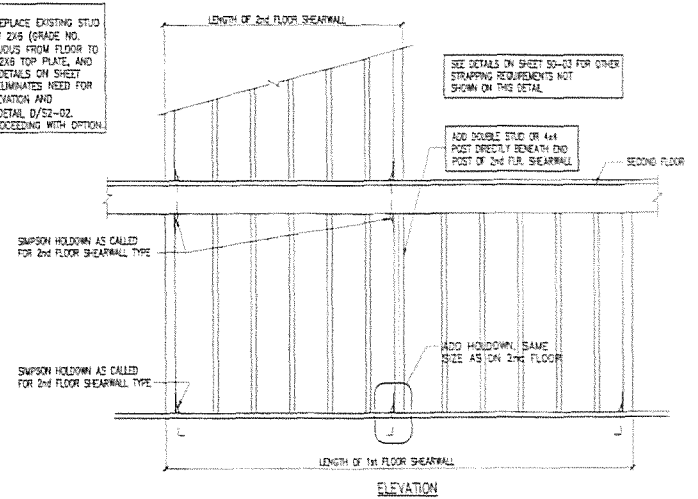 REPLACE EXISTING STUD
2X6 (GRADE NO.
FROM FLOOR TO
2X6 TOP PLATE, AND
DETAILS ON SHEET
ELIMINATES NEED FOR
AND
DETAIL D/S2-02.
WITH OPTION.
LENGTH OF 2nd FLOOR SHEARWALL
SEE DETAILS ON SHEET S0-03 FOR OTHER
STRAPPING REQUIREMENTS NOT
SHOWN ON THIS DETAIL
ADD DOUBLE STUD OR 4x4
POST DIRECTLY BENEATH END
POST OF 2nd FLR. SHEARWALL
SECOND FLOOR
SIMPSON HOLDOWN AS CALLED
FOR 2nd FLOOR SHEARWALL TYPE
ADD HOLDOWN, SAME
SIZE AS ON 2nd FLOOR
SIMPSON HOLDOWN AS CALLED
FOR 2nd FLOOR SHEARWALL TYPE
LENGTH OF 1st FLOOR SHEARWALL
ELEVATION